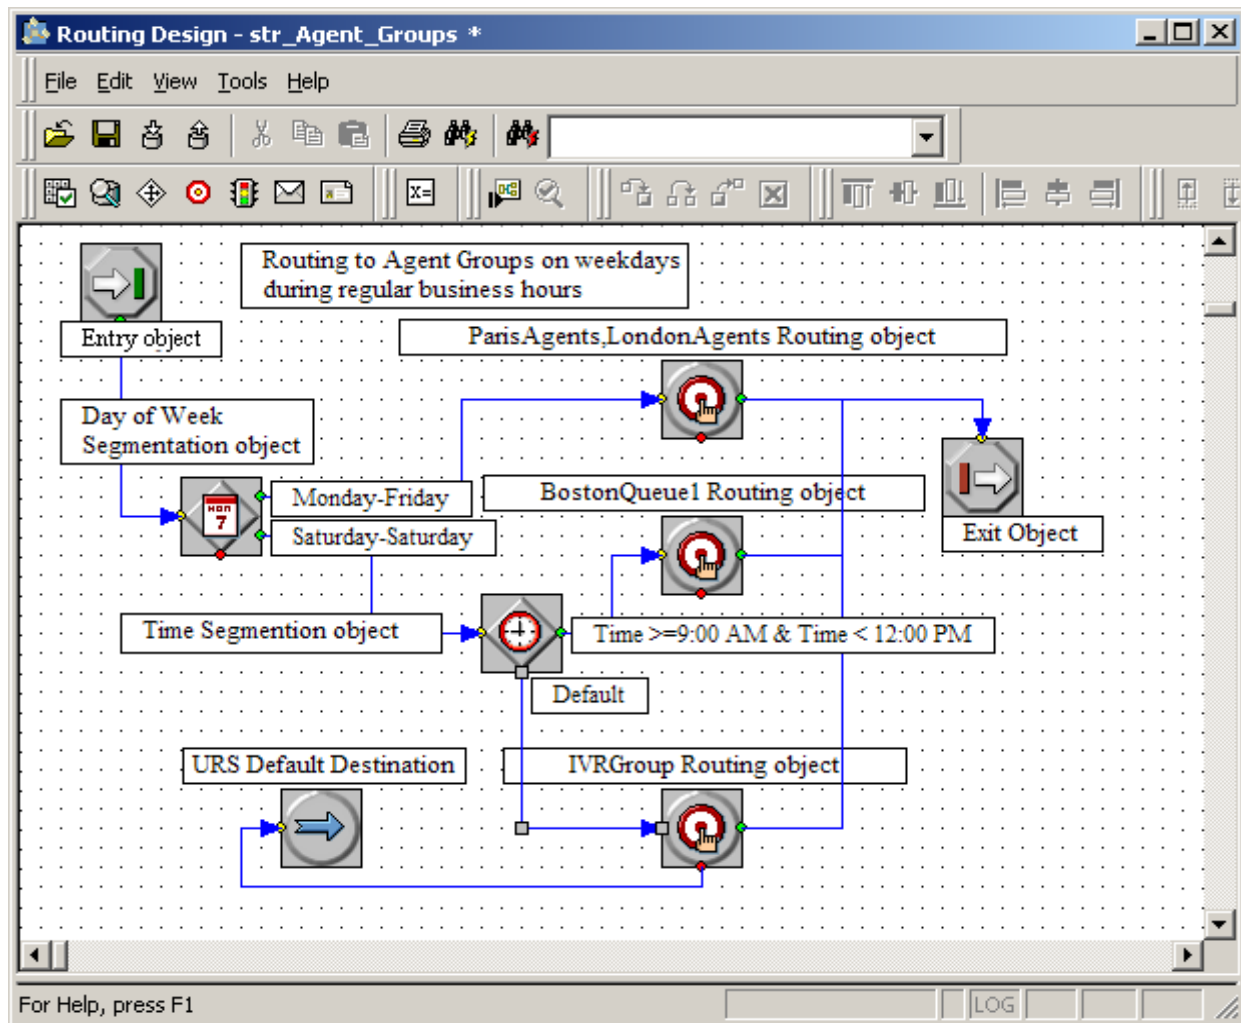 Routing Design - str_Agent_Groups *
File Edit View Tools Help
X=
Routing to Agent Groups on weekdays
during regular business hours
Entry object
ParisAgents,LondonAgents Routing object
Day of Week
Segmentation object
MON
7
Monday-Friday
BostonQueue1 Routing object
Saturday-Saturday
Exit Object
Time Segmention object
Time >=9:00 AM & Time < 12:00 PM
Default
URS Default Destination
IVRGroup Routing object
For Help, press F1
LOG